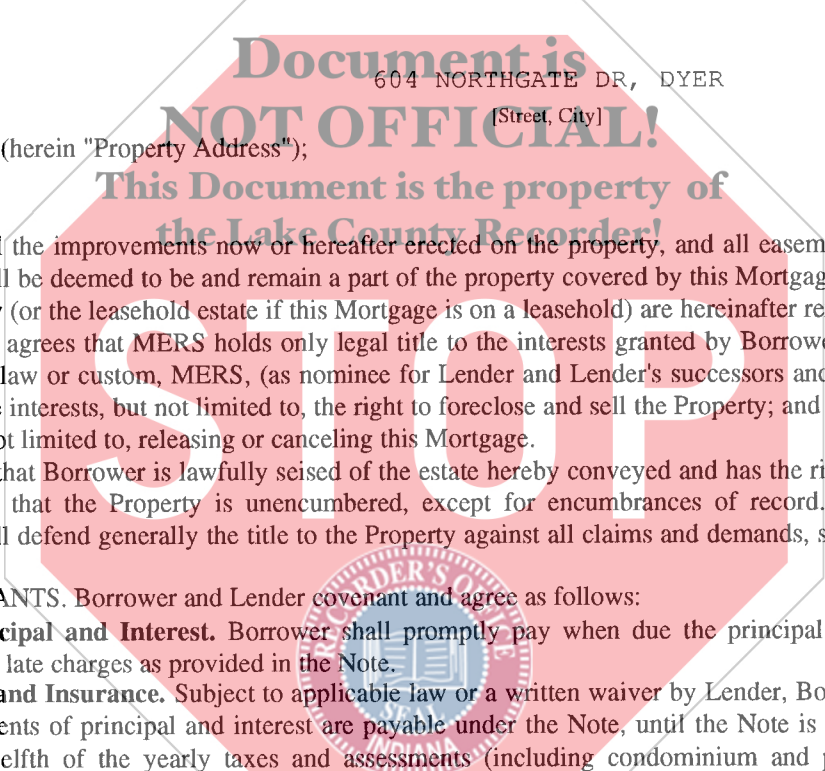 Document is
604 NORTHGATE DR, DYER
[Street, City]
NOT OFFICIAL!
(herein "Property Address");
This Document is the property of
the Lake County Recorder!
the improvements now or hereafter erected on the property, and all easem
ll be deemed to be and remain a part of the property covered by this Mortgag
(or the leasehold estate if this Mortgage is on a leasehold) are hereinafter re
agrees that MERS holds only legal title to the interests granted by Borrowe
law or custom, MERS, (as nominee for Lender and Lender's successors and
interests, but not limited to, the right to foreclose and sell the Property; and
ot limited to, releasing or canceling this Mortgage.
STOP
that Borrower is lawfully seised of the estate hereby conveyed and has the ri
that the Property is unencumbered, except for encumbrances of record.
ll defend generally the title to the Property against all claims and demands, s
ANTS. Borrower and Lender covenant and agree as follows:
cipal and Interest. Borrower shall promptly pay when due the principal
late charges as provided in the Note.
and Insurance. Subject to applicable law or a written waiver by Lender, Bo
ents of principal and interest are payable under the Note, until the Note is
elfth of the yearly taxes and assessments (including condominium and p
RECORDER'S OFFICE
SEAL
INDIANA